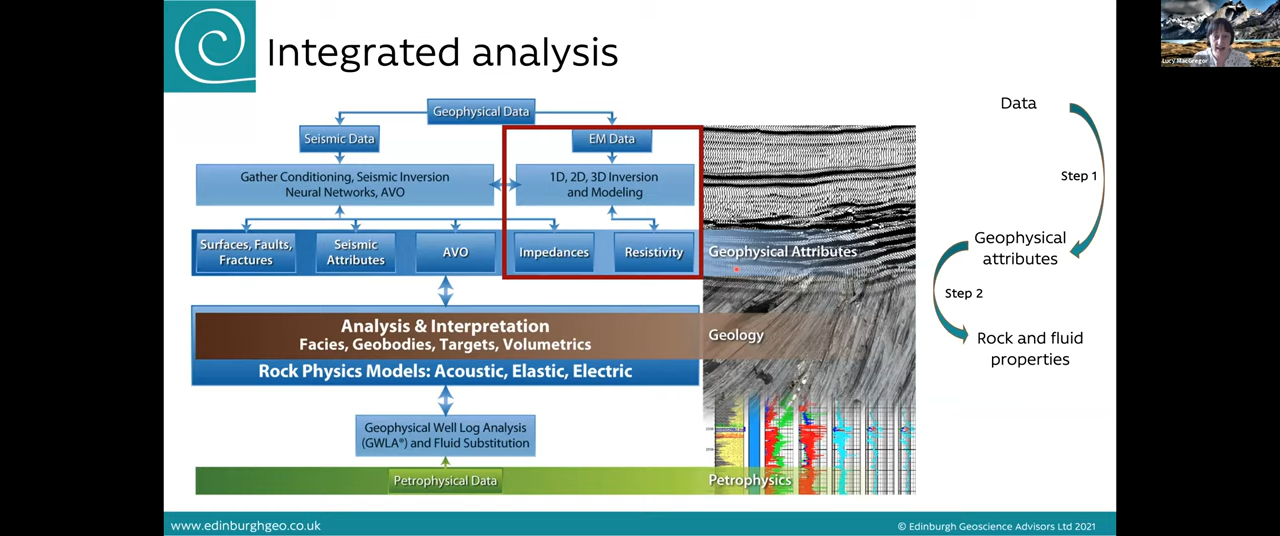 Integrated analysis
Lucy MacGregor
Geophysical Data
Seismic Data
EM Data
Gather Conditioning, Seismic Inversion
Neural Networks, AVO
1D, 2D, 3D Inversion
and Modeling
Surfaces, Faults,
Fractures
Seismic
Attributes
AVO
Impedances
Resistivity
Geophysical Attributes
Analysis & Interpretation
Facies, Geobodies, Targets, Volumetrics
Geology
Rock Physics Models: Acoustic, Elastic, Electric
Geophysical Well Log Analysis
(GWLA®) and Fluid Substitution
Petrophysical Data
Petrophysics
Data
Step 1
Geophysical
attributes
Step 2
Rock and fluid
properties
www.edinburghgeo.co.uk
© Edinburgh Geoscience Advisors Ltd 2021